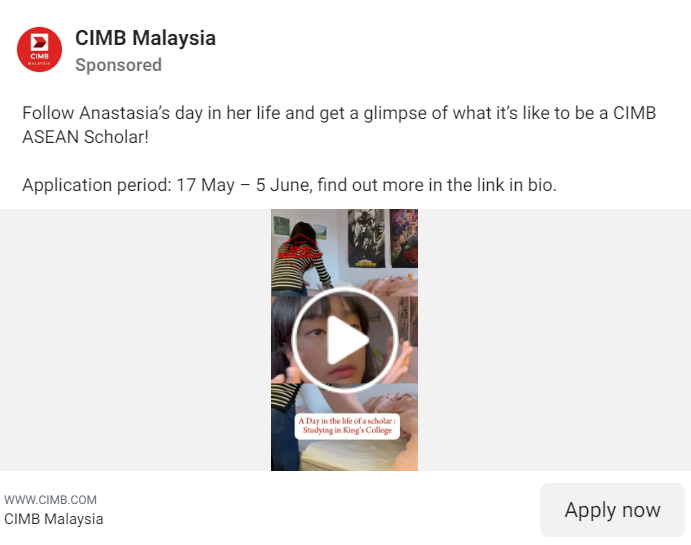 CIMB Malaysia
Sponsored
Follow Anastasia’s day in her life and get a glimpse of what it’s like to be a CIMB
ASEAN Scholar!
Application period: 17 May – 5 June, find out more in the link in bio.
CIMB
MALAYSIA
A Day in the life of a scholar :
Studying in King's College
WWW.CIMB.COM
CIMB Malaysia
Apply now